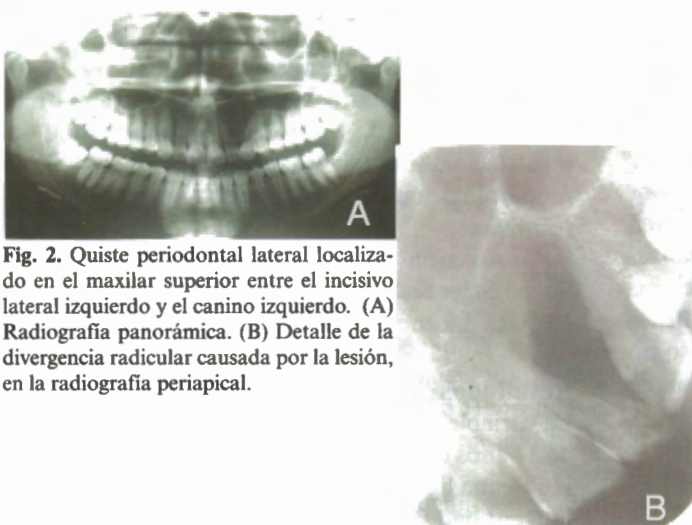 A
Fig. 2. Quiste periodontal lateral localiza-
do en el maxilar superior entre el incisivo
lateral izquierdo y el canino izquierdo. (A)
Radiografía panorámica. (B) Detalle de la
divergencia radicular causada por la lesión,
en la radiografía periapical.
B